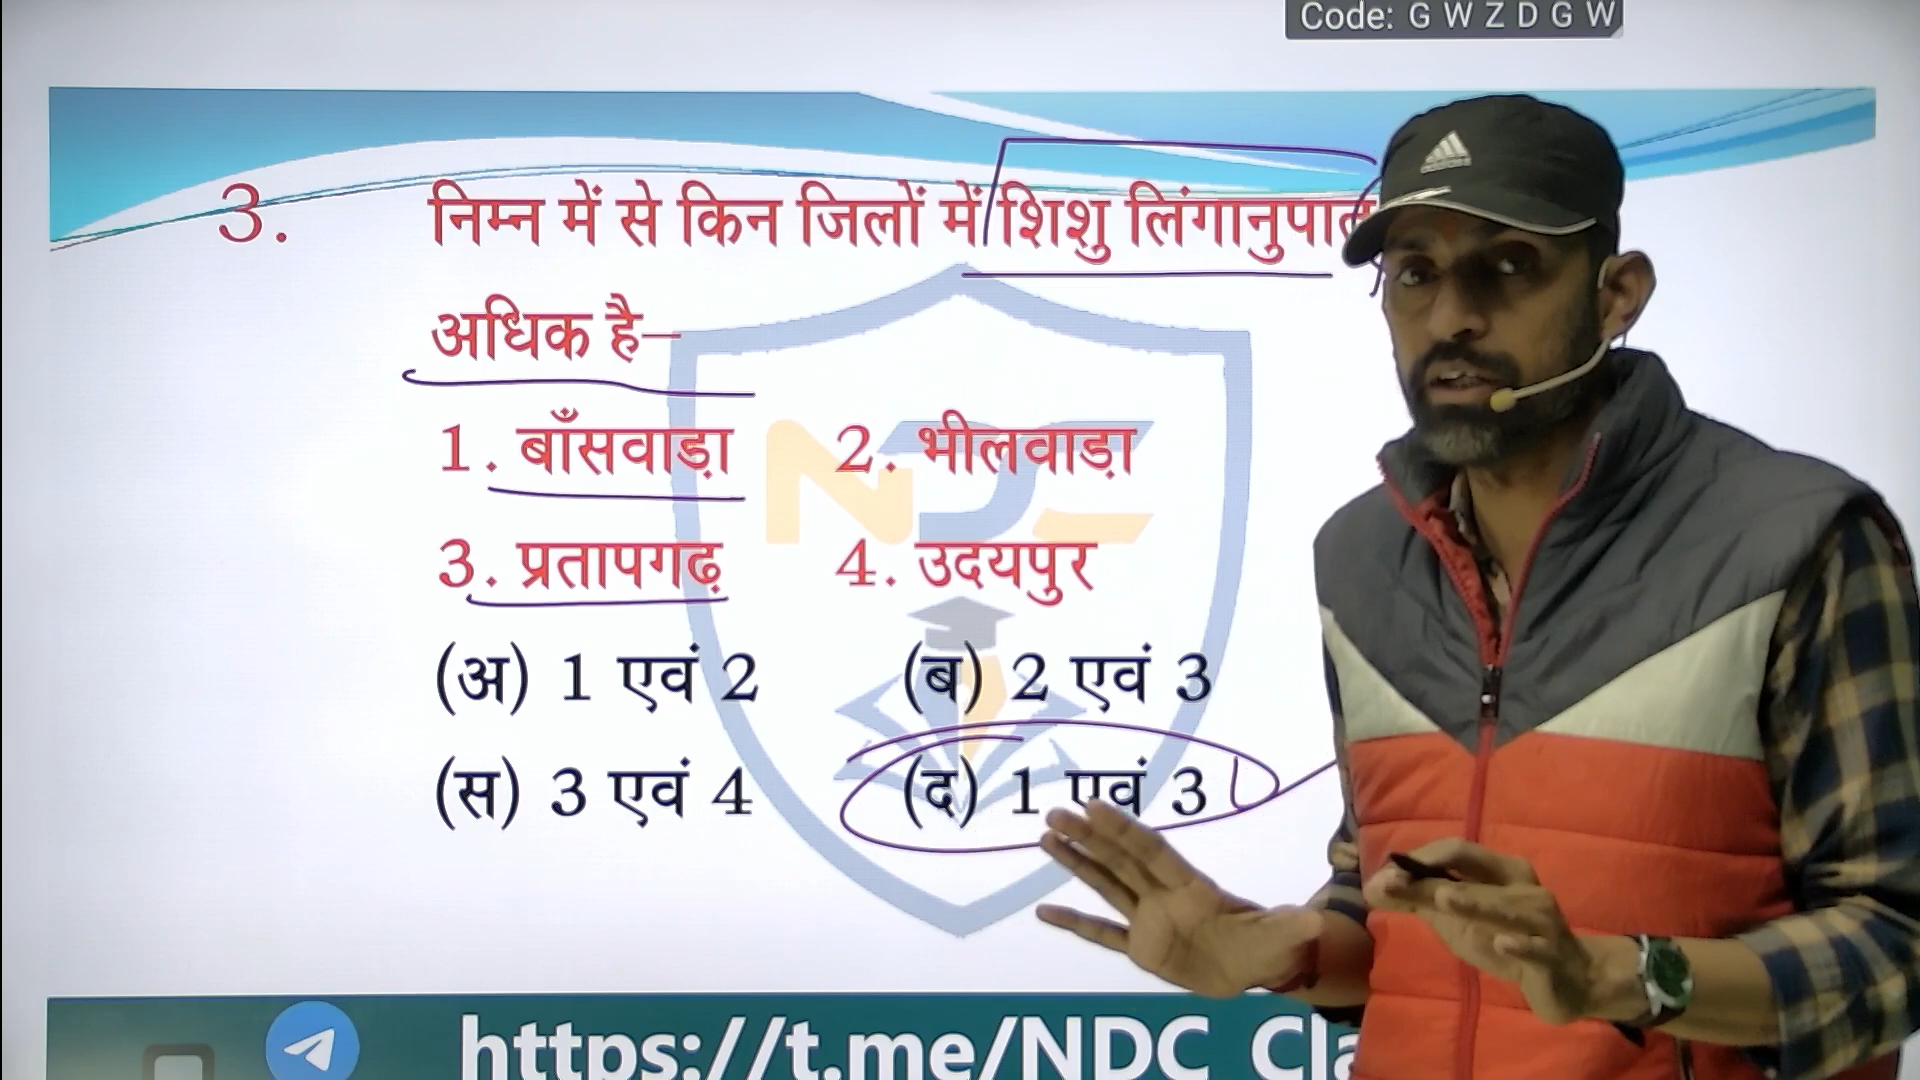 Code: G W Z D G W
3. निम्न में से किन जिलों में शिशु लिंगानुपात
अधिक है–
1. बाँसवाड़ा 2. भीलवाड़ा
3. प्रतापगढ़ 4. उदयपुर
(अ) 1 एवं 2 (ब) 2 एवं 3
(स) 3 एवं 4 (द) 1 एवं 3
NDC
https://t.me/NDC_Cla